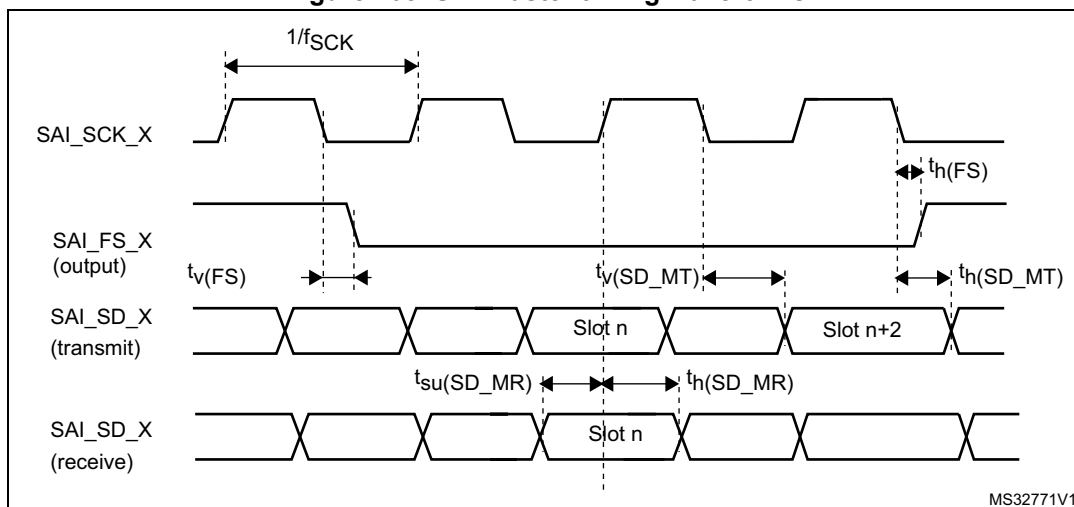 1/fSCK
SAI_SCK_X
th(FS)
SAI_FS_X
(output)
tv(FS)
tv(SD_MT)
th(SD_MT)
SAI_SD_X
(transmit)
Slot n
Slot n+2
tsu(SD_MR)
th(SD_MR)
SAI_SD_X
(receive)
Slot n
MS32771V1